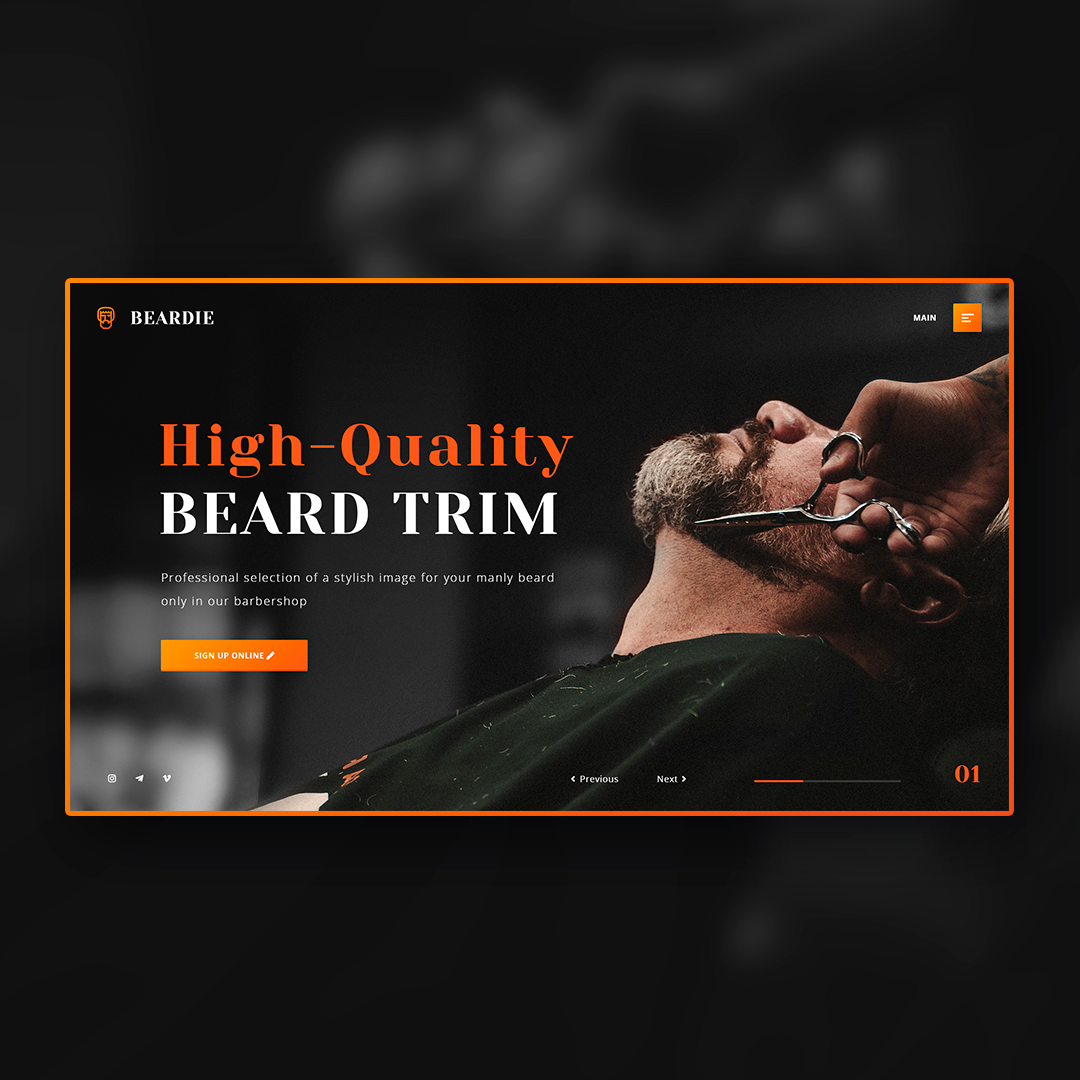 BEARDIE
MAIN
High-Quality
BEARD TRIM
Professional selection of a stylish image for your manly beard
only in our barbershop
SIGN UP ONLINE
Previous
Next
01